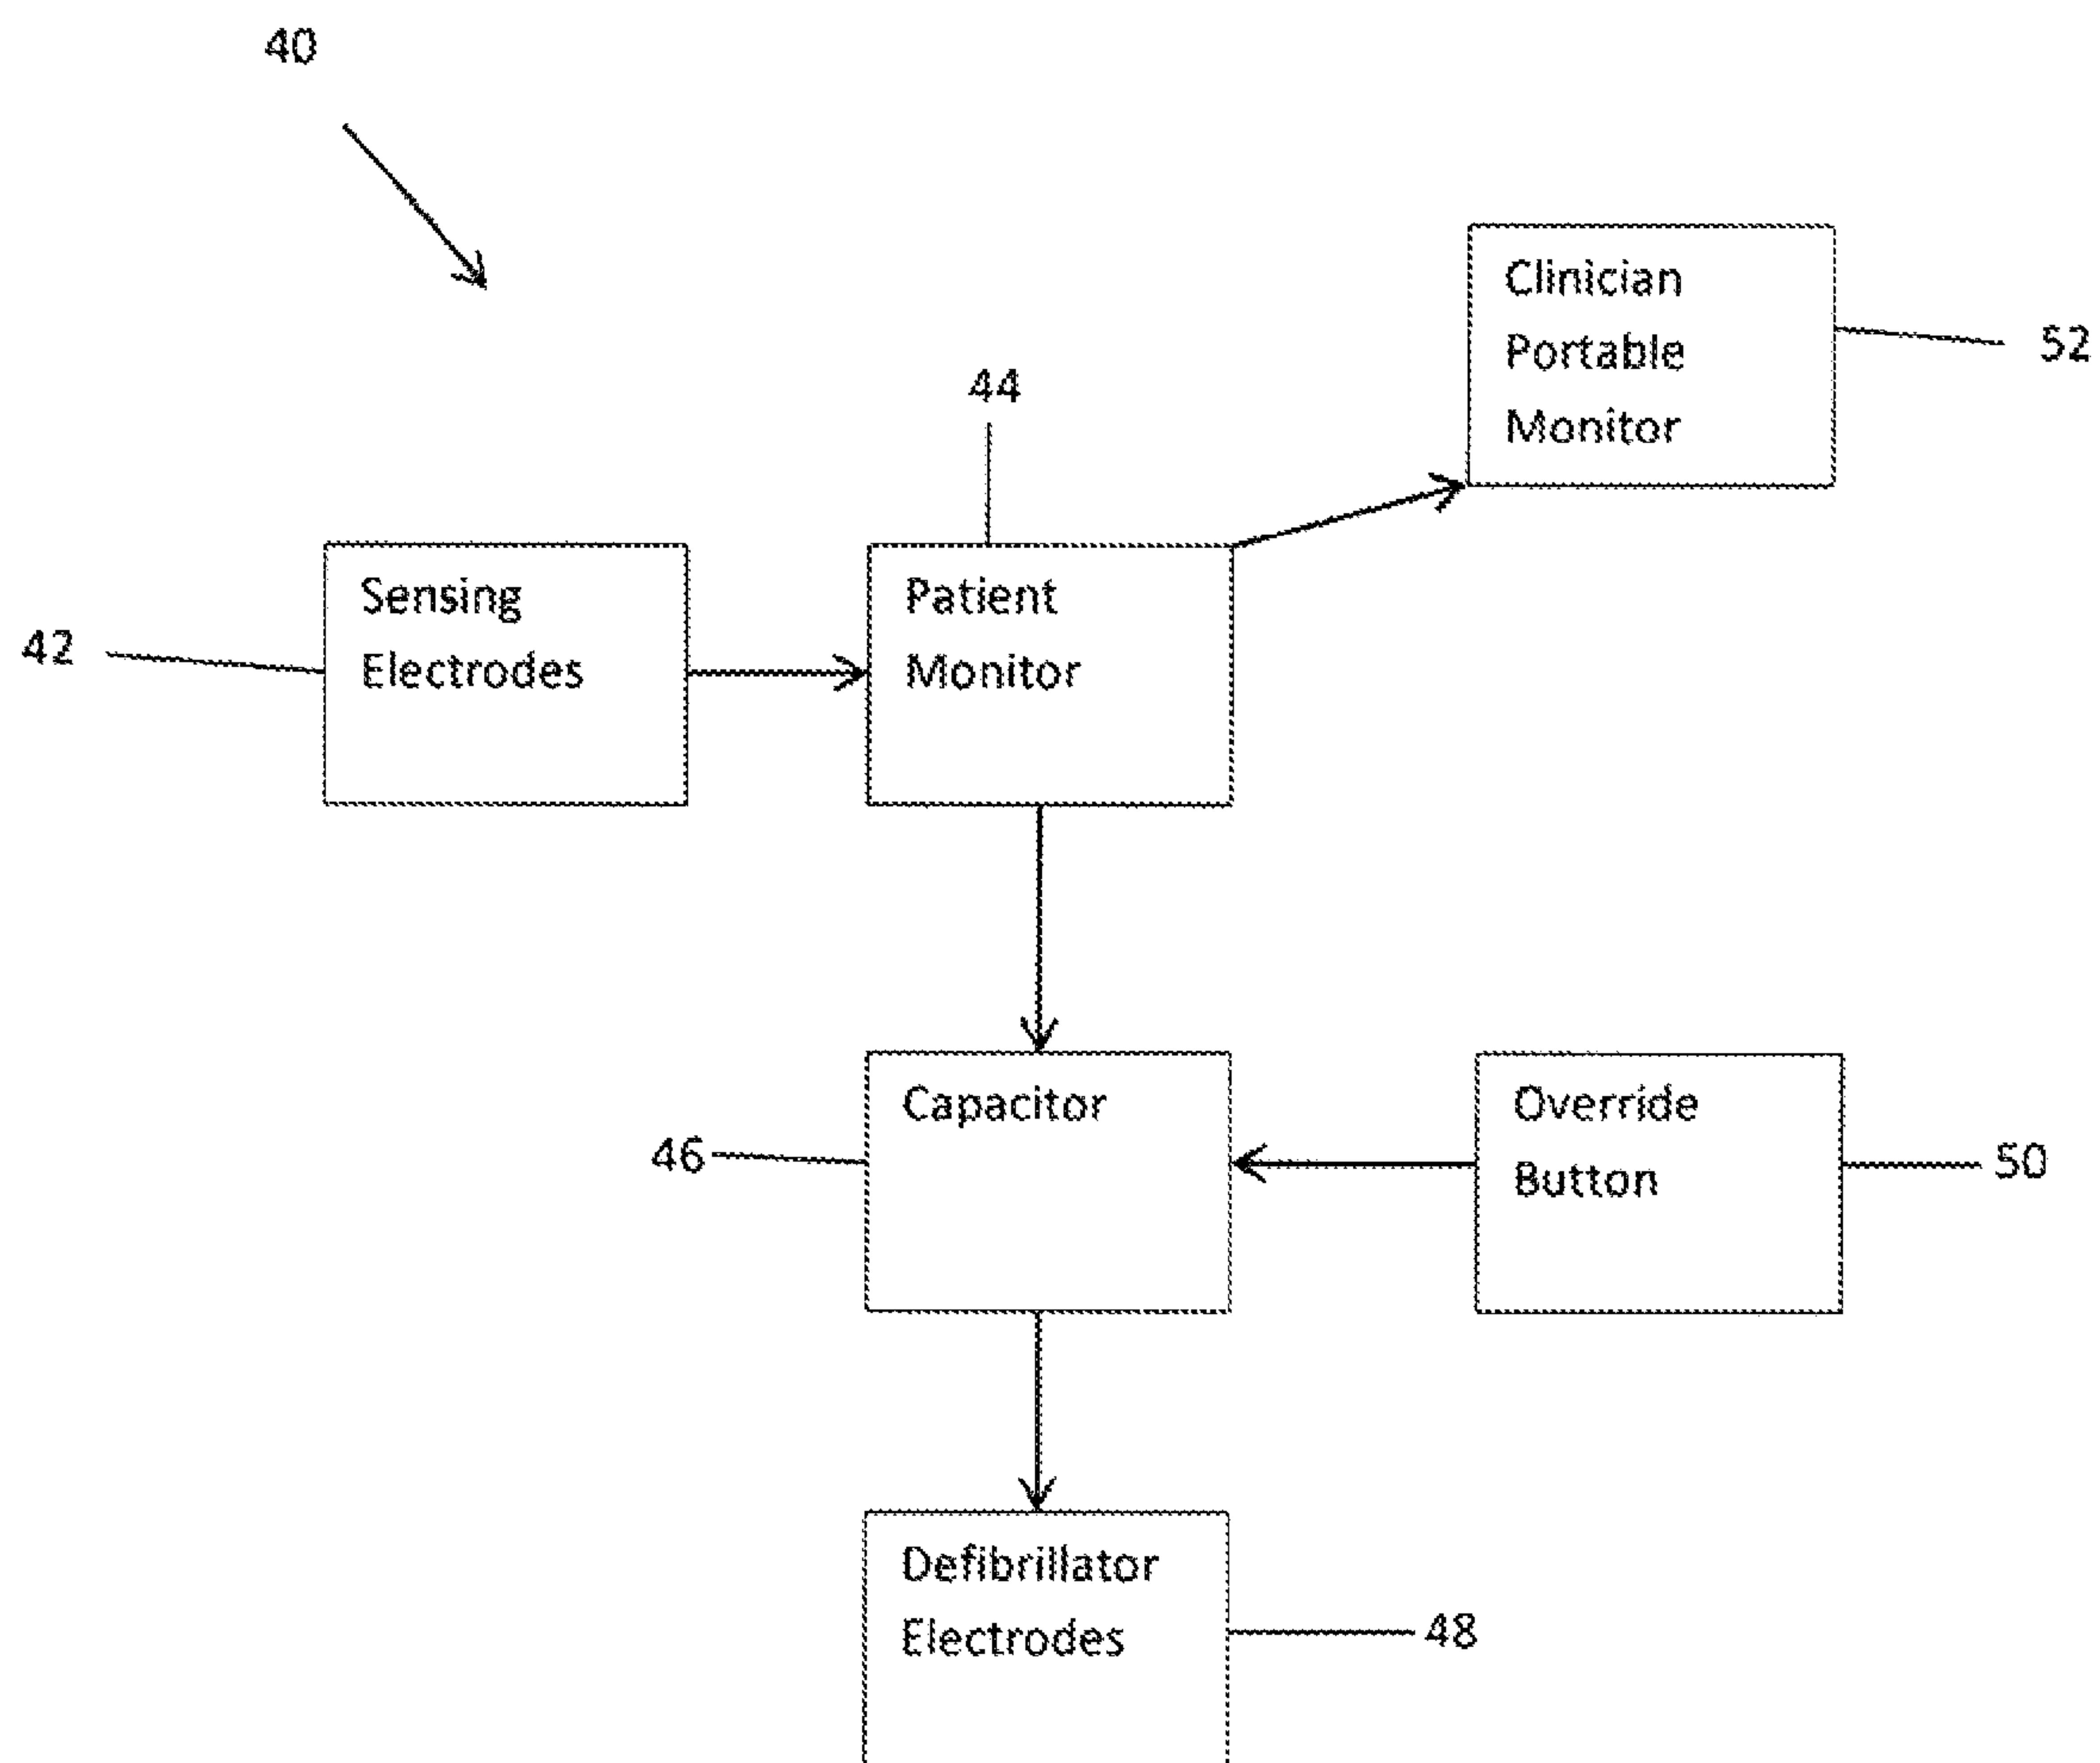 40
Clinician
Portable
Monitor
52
44
Sensing
Electrodes
42
Patient
Monitor
Capacitor
46
Override
Button
50
Defibrillator
Electrodes
48